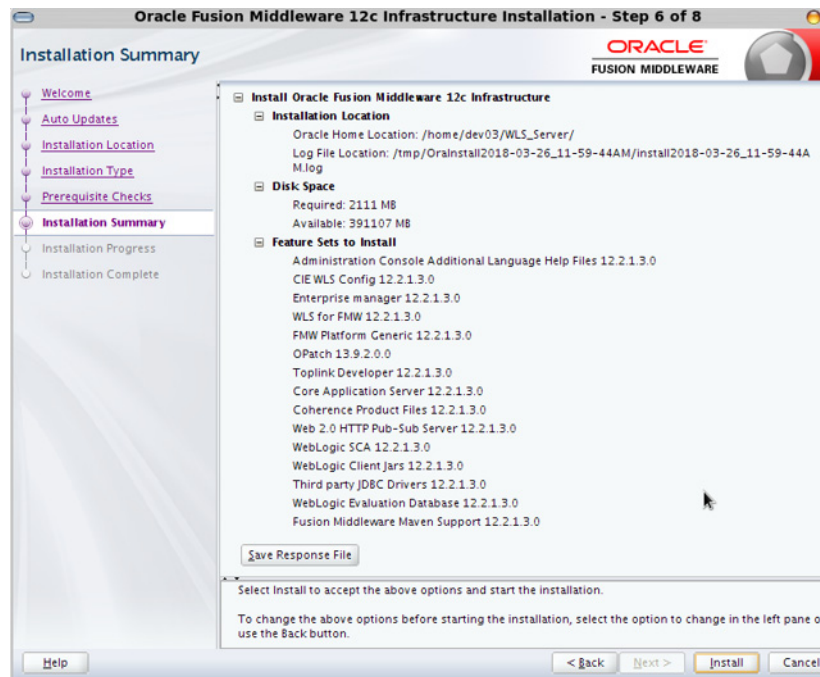 Oracle Fusion Middleware 12c Infrastructure Installation - Step 6 of 8
Installation Summary
ORACLE
FUSION MIDDLEWARE
Welcome
Auto Updates
Installation Location
Installation Type
Prerequisite Checks
Installation Summary
Installation Progress
Installation Complete
Install Oracle Fusion Middleware 12c Infrastructure
Installation Location
Oracle Home Location: /home/dev03/WLS_Server/
Log File Location: /tmp/OraInstall2018-03-26_11-59-44AM/install2018-03-26_11-59-44A
M.log
Disk Space
Required: 2111 MB
Available: 391107 MB
Feature Sets to Install
Administration Console Additional Language Help Files 12.2.1.3.0
CIE WLS Config 12.2.1.3.0
Enterprise manager 12.2.1.3.0
WLS for FMW 12.2.1.3.0
FMW Platform Generic 12.2.1.3.0
OPatch 13.9.2.0.0
Toplink Developer 12.2.1.3.0
Core Application Server 12.2.1.3.0
Coherence Product Files 12.2.1.3.0
Web 2.0 HTTP Pub-Sub Server 12.2.1.3.0
WebLogic SCA 12.2.1.3.0
WebLogic Client Jars 12.2.1.3.0
Third party JDBC Drivers 12.2.1.3.0
WebLogic Evaluation Database 12.2.1.3.0
Fusion Middleware Maven Support 12.2.1.3.0
Save Response File
Select Install to accept the above options and start the installation.
To change the above options before starting the installation, select the option to change in the left pane o
use the Back button.
Help
< Back
Next >
Install
Cancel